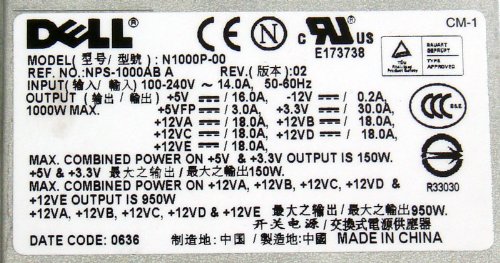 DELL
CE N c RU US
CM-1
E173738
MODEL(型号/型號): N1000P-00
REF. NO.:NPS-1000AB A REV.(版本):02
INPUT(输入/輸入) 100-240V ~ 14.0A, 50-60Hz
OUTPUT (输出/輸出) +5V ⎓ / 16.0A, -12V ⎓ / 0.2A,
1000W MAX. +5VFP ⎓ / 3.0A, +3.3V ⎓ / 30.0A,
+12VA ⎓ / 18.0A, +12VB ⎓ / 18.0A,
+12VC ⎓ / 18.0A, +12VD ⎓ / 18.0A,
+12VE ⎓ / 18.0A
BAUART GEPRÜFT
TYPE APPROVED
CCC
S&E
MAX. COMBINED POWER ON +5V & +3.3V OUTPUT IS 150W.
+5V & +3.3V 最大之输出/最大之輸出150W.
MAX. COMBINED POWER ON +12VA, +12VB, +12VC, +12VD &
+12VE OUTPUT IS 950W
+12VA, +12VB, +12VC, +12VD & +12VE 最大之输出/最大之輸出950W.
R33030
开关电源/交換式電源供應器
DATE CODE: 0636 制造地:中国/製造地:中國 MADE IN CHINA